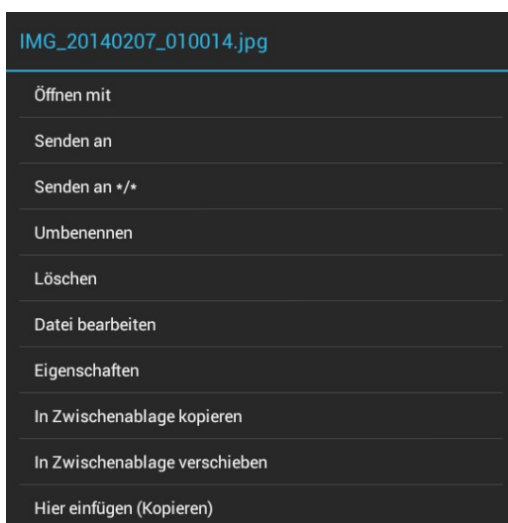 IMG_20140207_010014.jpg
Öffnen mit
Senden an
Senden an */*
Umbenennen
Löschen
Datei bearbeiten
Eigenschaften
In Zwischenablage kopieren
In Zwischenablage verschieben
Hier einfügen (Kopieren)